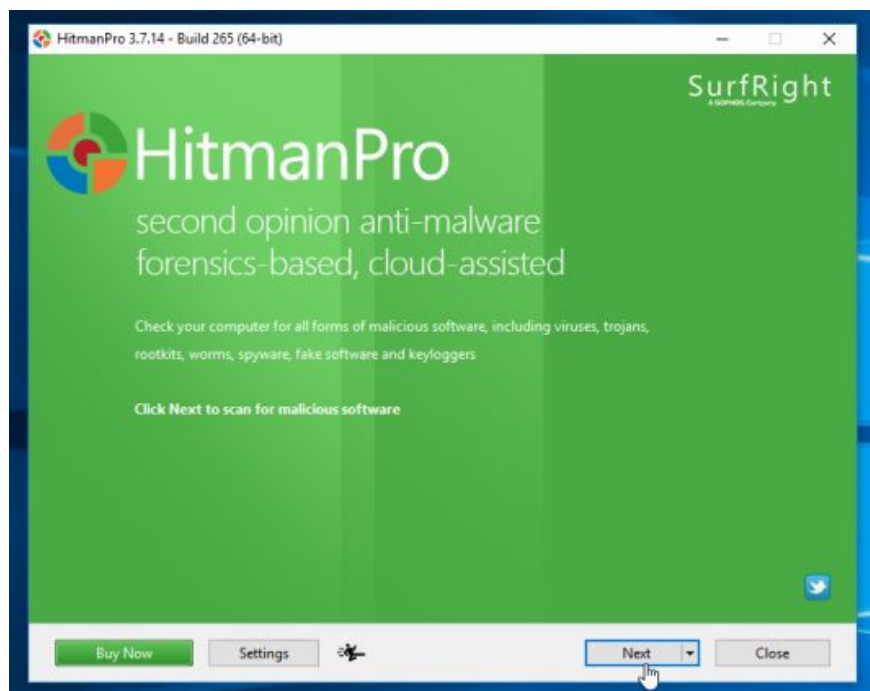 HitmanPro 3.7.14 - Build 265 (64-bit)
SurfRight
A SOPHOS Company
HitmanPro
second opinion anti-malware
forensics-based, cloud-assisted
Check your computer for all forms of malicious software, including viruses, trojans,
rootkits, worms, spyware, fake software and keyloggers
Click Next to scan for malicious software
Buy Now
Settings
Next
Close